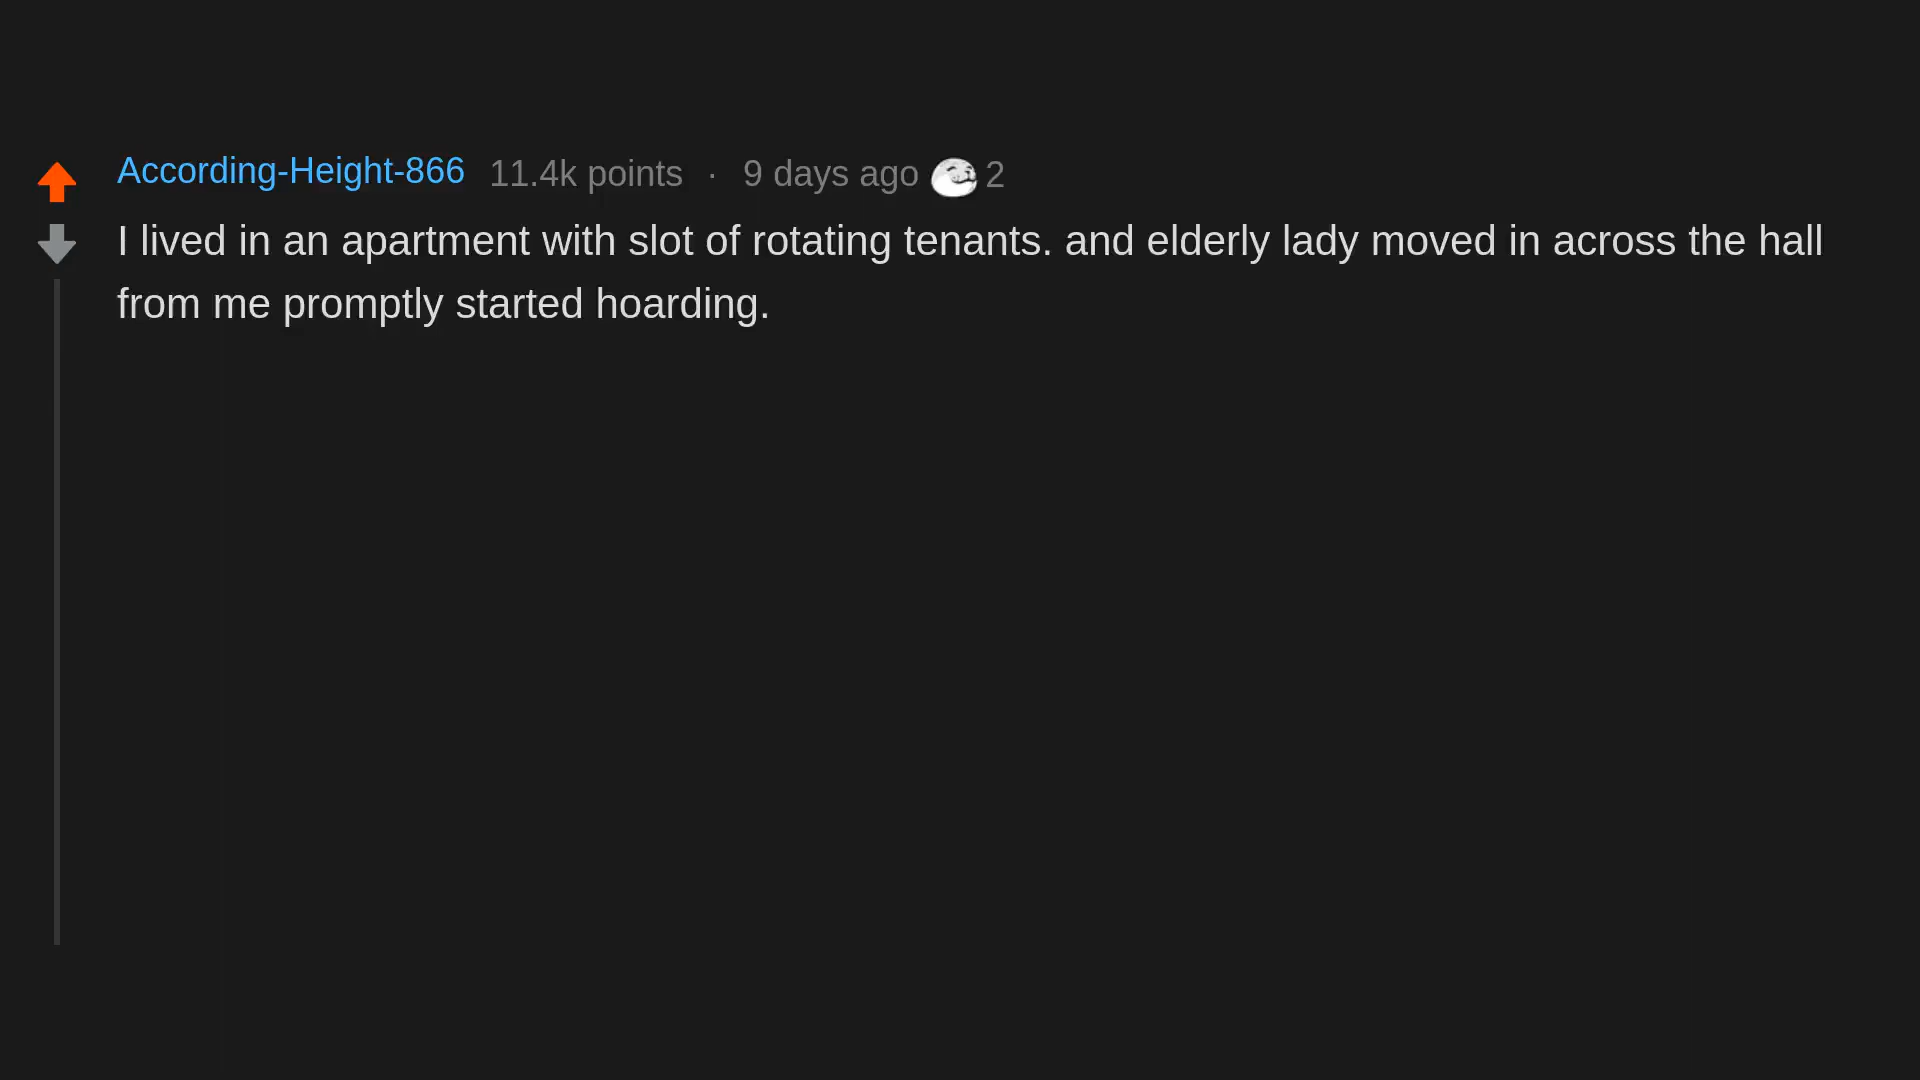 According-Height-866 11.4k points · 9 days ago 2
I lived in an apartment with slot of rotating tenants. and elderly lady moved in across the hall
from me promptly started hoarding.